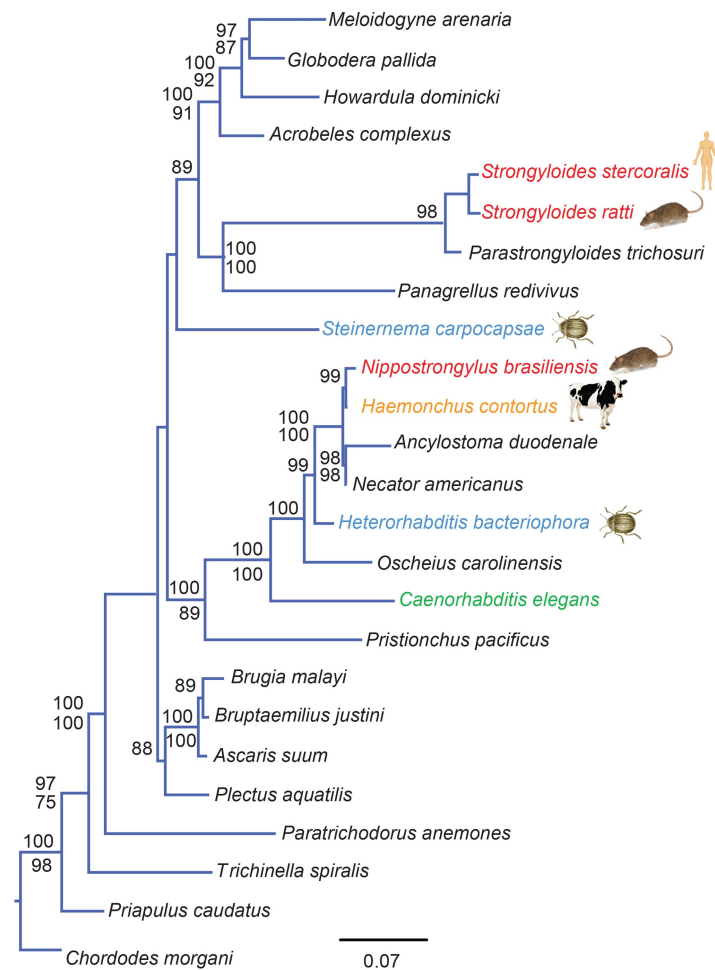 Meloidogyne arenaria
97
87
Globodera pallida
100
92
Howardula dominicki
100
91
Acrobeles complexus
89
Strongyloides stercoralis
98
Strongyloides ratti
Parastrongyloides trichosuri
100
100
Panagrellus redivivus
Steinernema carpocapsae
99
Nippostrongylus brasiliensis
Haemonchus contortus
100
100
Ancylostoma duodenale
99
98
98
Necator americanus
100
Heterorhabditis bacteriophora
100
100
Oscheius carolinensis
100
89
Caenorhabditis elegans
Pristionchus pacificus
89
Brugia malayi
100
100
100
100
Bruptaemilius justini
88
Ascaris suum
97
75
Plectus aquatilis
Paratrichodorus anemones
100
98
Trichinella spiralis
Priapulus caudatus
Chordodes morgani
0.07